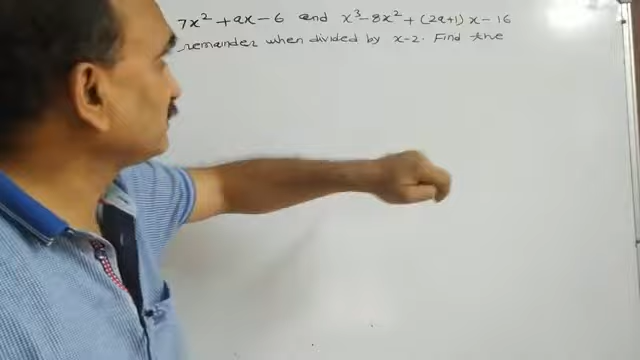 7x² + ax - 6 and x³ - 8x² + (2a+1) x - 16
remainder when divided by x-2. Find the